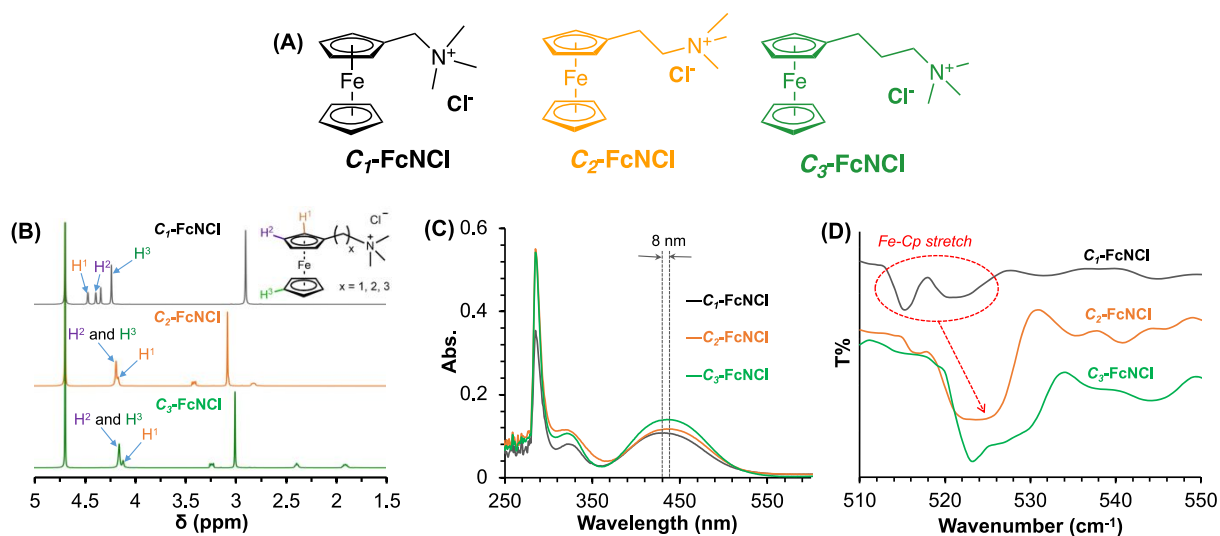 (A)
Fe
N+
Cl-
C1-FcNCl
Fe
N+
Cl-
C2-FcNCl
Fe
N+
Cl-
C3-FcNCl
(B)
C1-FcNCl
H1
H2
H3
H1
H2
Fe
H3
( )x
N+
Cl−
x = 1, 2, 3
C2-FcNCl
H2 and H3
H1
C3-FcNCl
H2 and H3
H1
5 4.5 4 3.5 3 2.5 2 1.5
δ (ppm)
(C)
8 nm
C1-FcNCl
C2-FcNCl
C3-FcNCl
0.6
0.4
0.2
0
Abs.
250 350 450 550
Wavelength (nm)
(D)
Fe-Cp stretch
C1-FcNCl
C2-FcNCl
C3-FcNCl
T%
510 520 530 540 550
Wavenumber (cm-1)